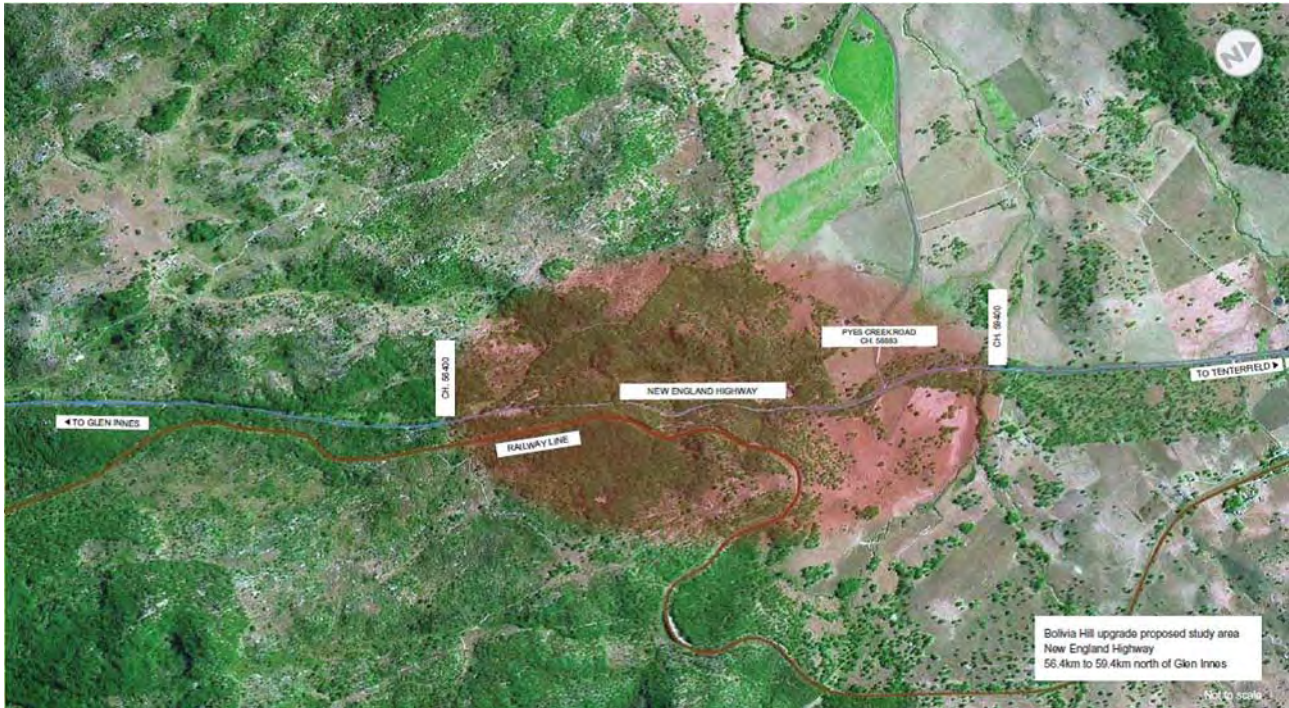 N
PYES CREEK ROAD
CH. 58883
CH. 56400
CH. 59400
NEW ENGLAND HIGHWAY
TO TENTERFIELD
TO GLEN INNES
RAILWAY LINE
Bolivia Hill upgrade proposed study area
New England Highway
56.4km to 59.4km north of Glen Innes
Not to scale